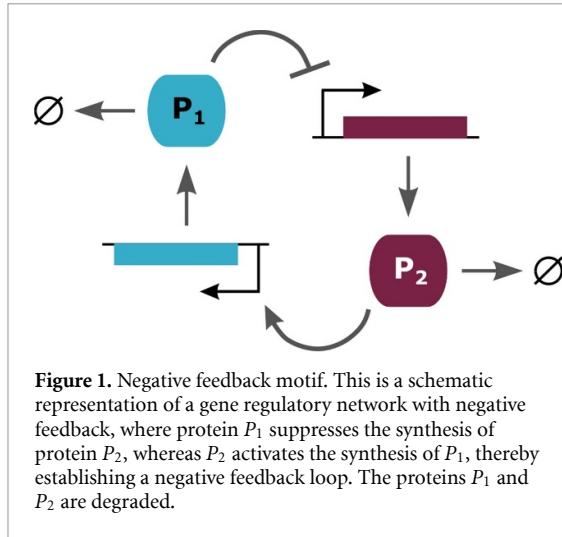 P1
∅
P2
∅
Figure 1. Negative feedback motif. This is a schematic
representation of a gene regulatory network with negative
feedback, where protein P1 suppresses the synthesis of
protein P2, whereas P2 activates the synthesis of P1, thereby
establishing a negative feedback loop. The proteins P1 and
P2 are degraded.